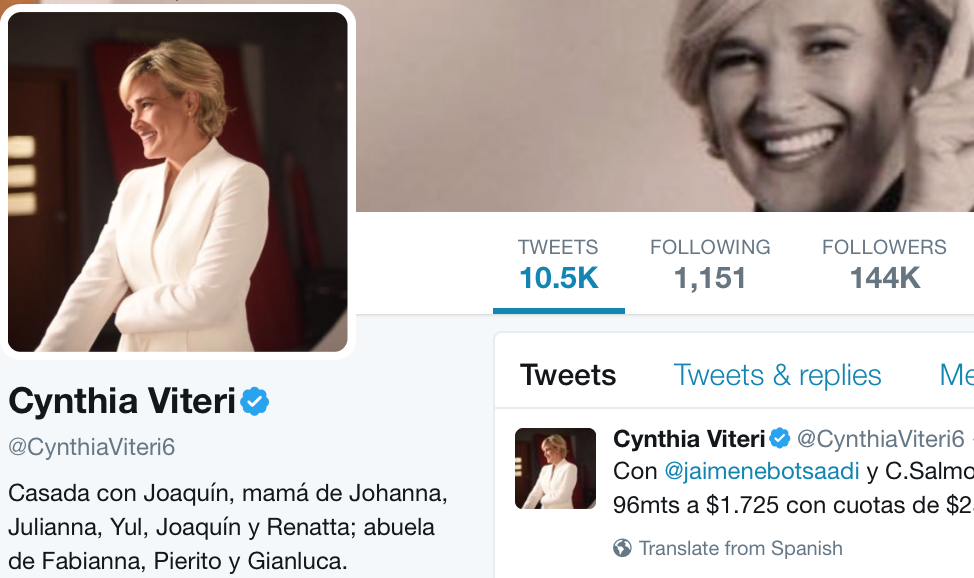 TWEETS
10.5K
FOLLOWING
1,151
FOLLOWERS
144K
Cynthia Viteri
@CynthiaViteri6
Casada con Joaquín, mamá de Johanna,
Julianna, Yul, Joaquín y Renatta; abuela
de Fabianna, Pierito y Gianluca.
Tweets
Tweets & replies
Me
Cynthia Viteri @CynthiaViteri6
Con @jaimenebotsaadi y C.Salmo
96mts a $1.725 con cuotas de $2
Translate from Spanish